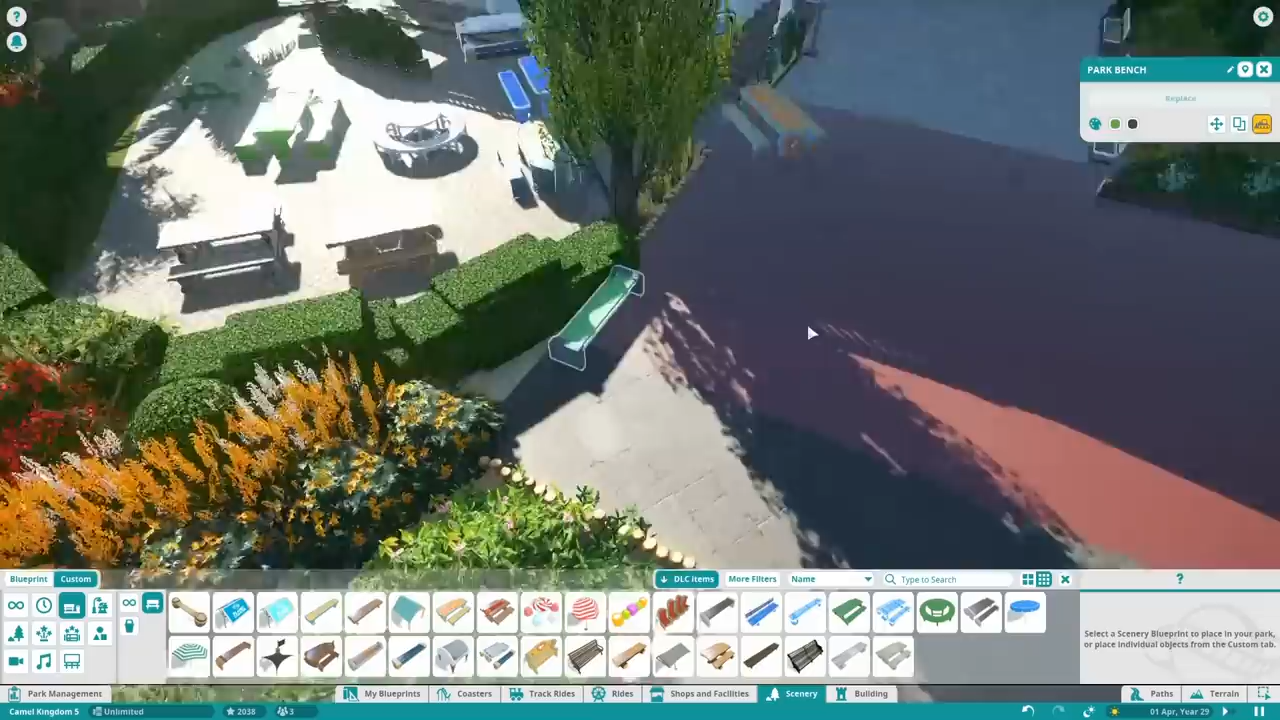 PARK BENCH
Replace
Blueprint
Custom
DLC Items
More Filters
Name
Type to Search
?
Select a Scenery Blueprint to place in your park,
or place individual objects from the Custom tab.
Park Management
My Blueprints
Coasters
Track Rides
Rides
Shops and Facilities
Scenery
Building
Paths
Terrain
Camel Kingdom 5
Unlimited
2038
3
01 Apr, Year 29